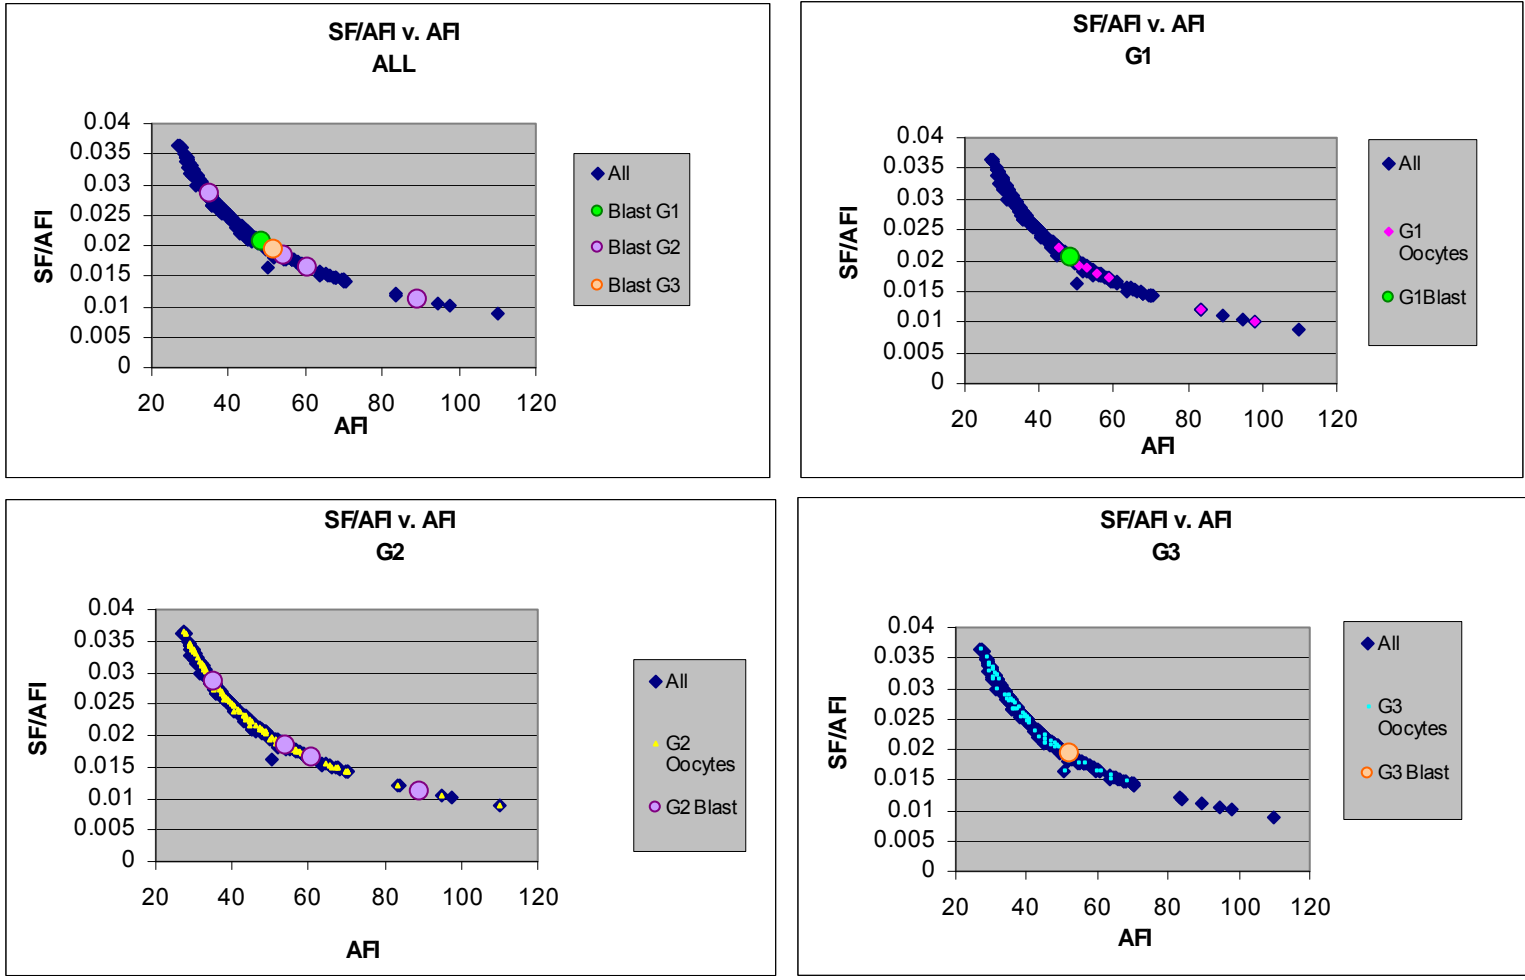 SF/AFI v. AFI
ALL
SF/AFI
0.04
0.035
0.03
0.025
0.02
0.015
0.01
0.005
0
20 40 60 80 100 120
AFI
All
Blast G1
Blast G2
Blast G3
SF/AFI v. AFI
G1
SF/AFI
0.04
0.035
0.03
0.025
0.02
0.015
0.01
0.005
0
20 40 60 80 100 120
AFI
All
G1
Oocytes
G1Blast
SF/AFI v. AFI
G2
SF/AFI
0.04
0.035
0.03
0.025
0.02
0.015
0.01
0.005
0
20 40 60 80 100 120
AFI
All
G2
Oocytes
G2 Blast
SF/AFI v. AFI
G3
SF/AFI
0.04
0.035
0.03
0.025
0.02
0.015
0.01
0.005
0
20 40 60 80 100 120
AFI
All
G3
Oocytes
G3 Blast